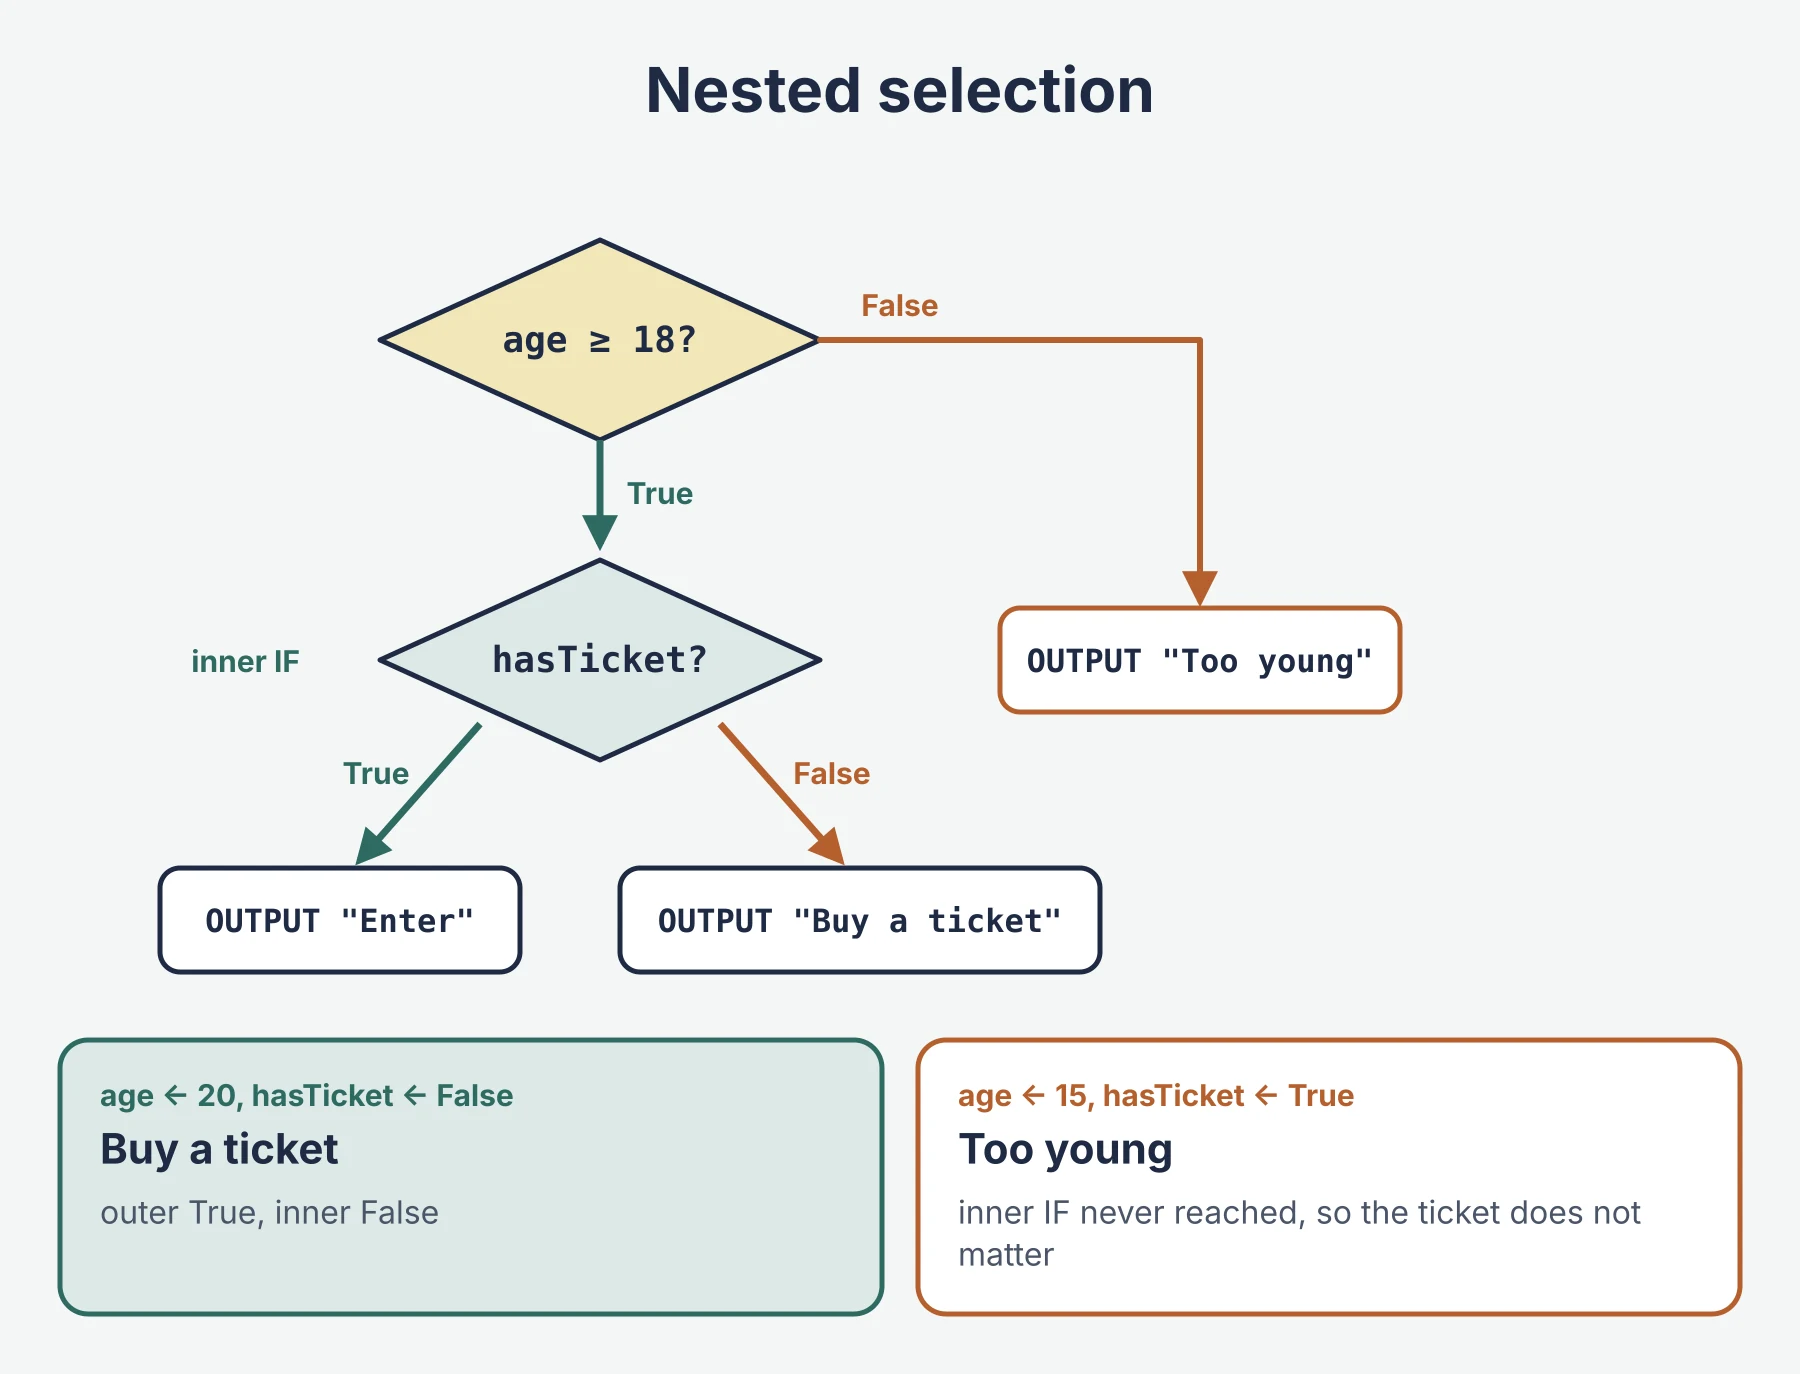 Nested selection
age ≥ 18?
False
True
inner IF
hasTicket?
OUTPUT "Too young"
True
False
OUTPUT "Enter"
OUTPUT "Buy a ticket"
age ← 20, hasTicket ← False
Buy a ticket
outer True, inner False
age ← 15, hasTicket ← True
Too young
inner IF never reached, so the ticket does not
matter